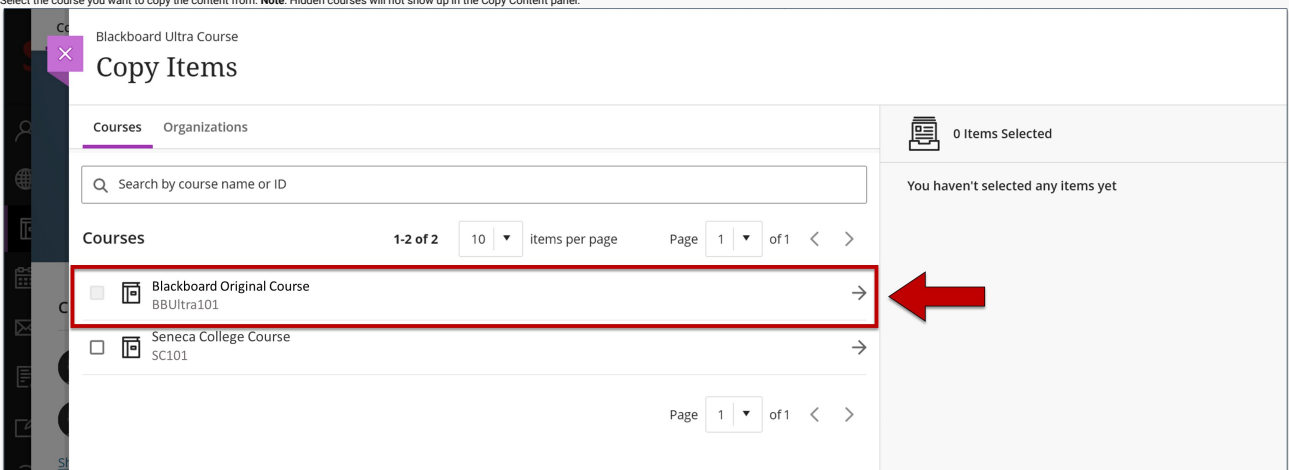 Select the course you want to copy the content from. Note: Hidden courses will not show up in the Copy Content panel.
Blackboard Ultra Course
Copy Items
Courses Organizations
0 Items Selected
Search by course name or ID
You haven't selected any items yet
Courses 1-2 of 2 10 items per page Page 1 of 1
Blackboard Original Course
BBUltra101
Seneca College Course
SC101
Page 1 of 1